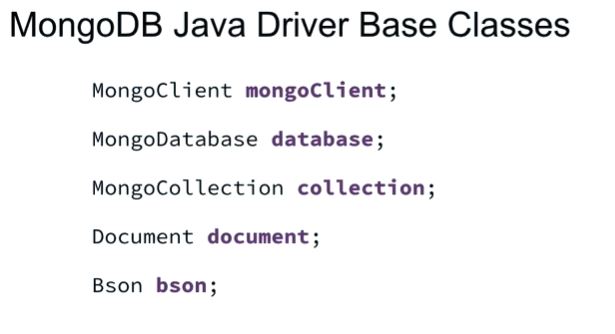 MongoDB Java Driver Base Classes
MongoClient mongoClient;
MongoDatabase database;
MongoCollection collection;
Document document;
Bson bson;